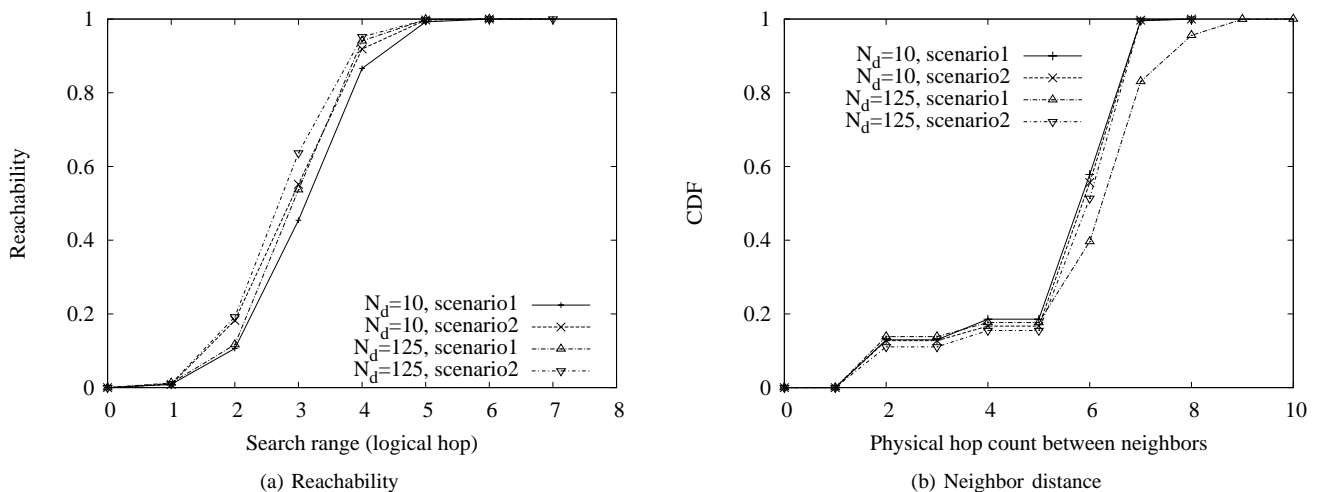 1
0.8
0.6
0.4
0.2
0
Reachability
N_d=10, scenario1
N_d=10, scenario2
N_d=125, scenario1
N_d=125, scenario2
0 1 2 3 4 5 6 7 8
Search range (logical hop)
(a) Reachability
1
0.8
0.6
0.4
0.2
0
CDF
N_d=10, scenario1
N_d=10, scenario2
N_d=125, scenario1
N_d=125, scenario2
0 2 4 6 8 10
Physical hop count between neighbors
(b) Neighbor distance